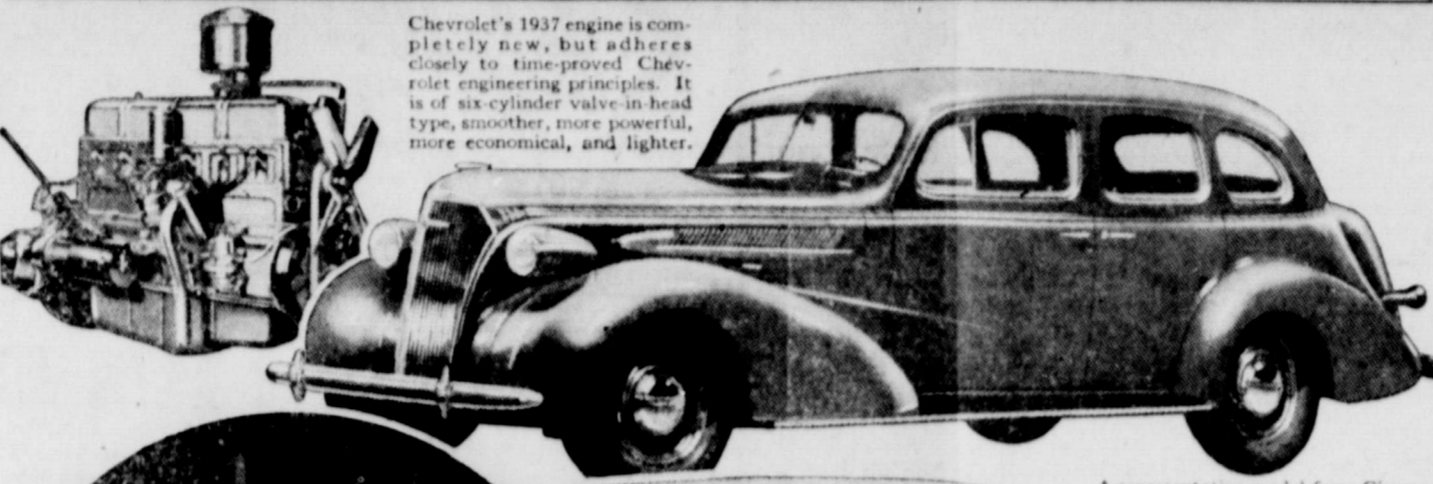 Chevrolet's 1937 engine is com-
pletely new, but adheres
closely to time-proved Chev-
rolet engineering principles. It
is of six-cylinder valve-in-head
type, smoother, more powerful,
more economical, and lighter.